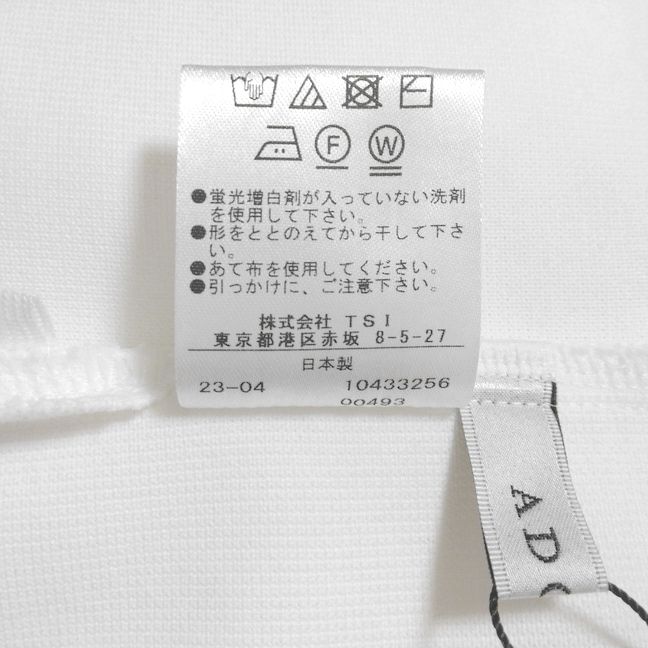 F W
●蛍光増白剤が入っていない洗剤
を使用して下さい。
●形をととのえてから干して下さ
い。
●あて布を使用してください。
●引っかけに、ご注意下さい。
株式会社 TSI
東京都港区赤坂 8-5-27
日本製
23-04 10433256
00493
AD